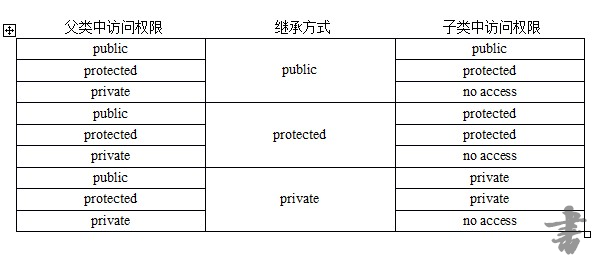 父类中访问权限 继承方式 子类中访问权限
public public public
protected protected
private no access
public protected protected
protected protected
private no access
public private private
protected private
private no access
書